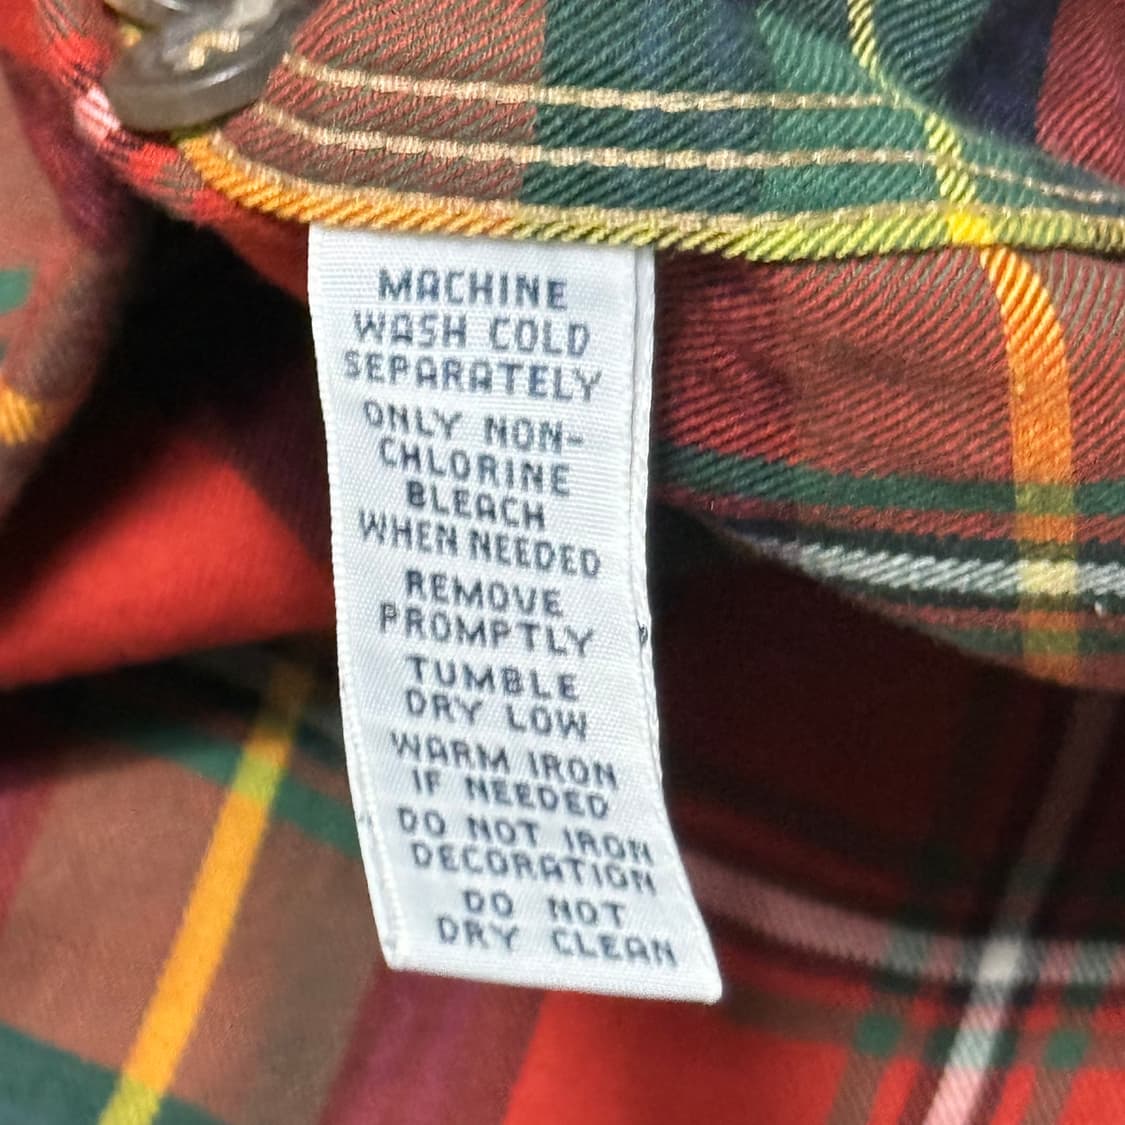 MACHINE
WASH COLD
SEPARATELY
ONLY NON-
CHLORINE
BLEACH
WHEN NEEDED
REMOVE
PROMPTLY
TUMBLE
DRY LOW
WARM IRON
IF NEEDED
DO NOT IRON
DECORATION
DO NOT
DRY CLEAN